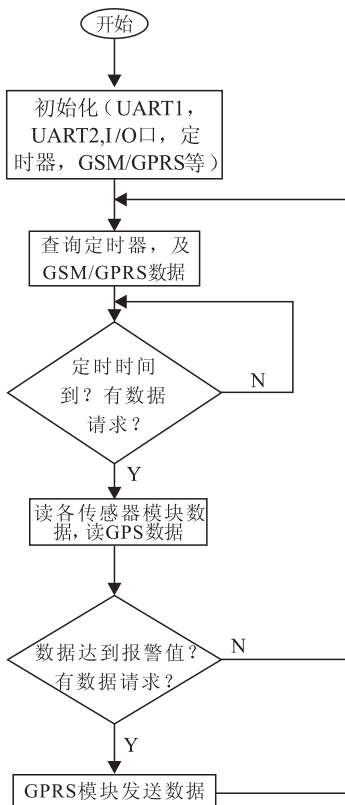 开始
初始化（UART1，
UART2,I/O口，定
时器，GSM/GPRS等）
查询定时器，及
GSM/GPRS数据
定时时间
到？有数据
请求？
N
Y
读各传感器模块数
据，读GPS数据
数据达到报警值？
有数据请求？
N
Y
GPRS模块发送数据